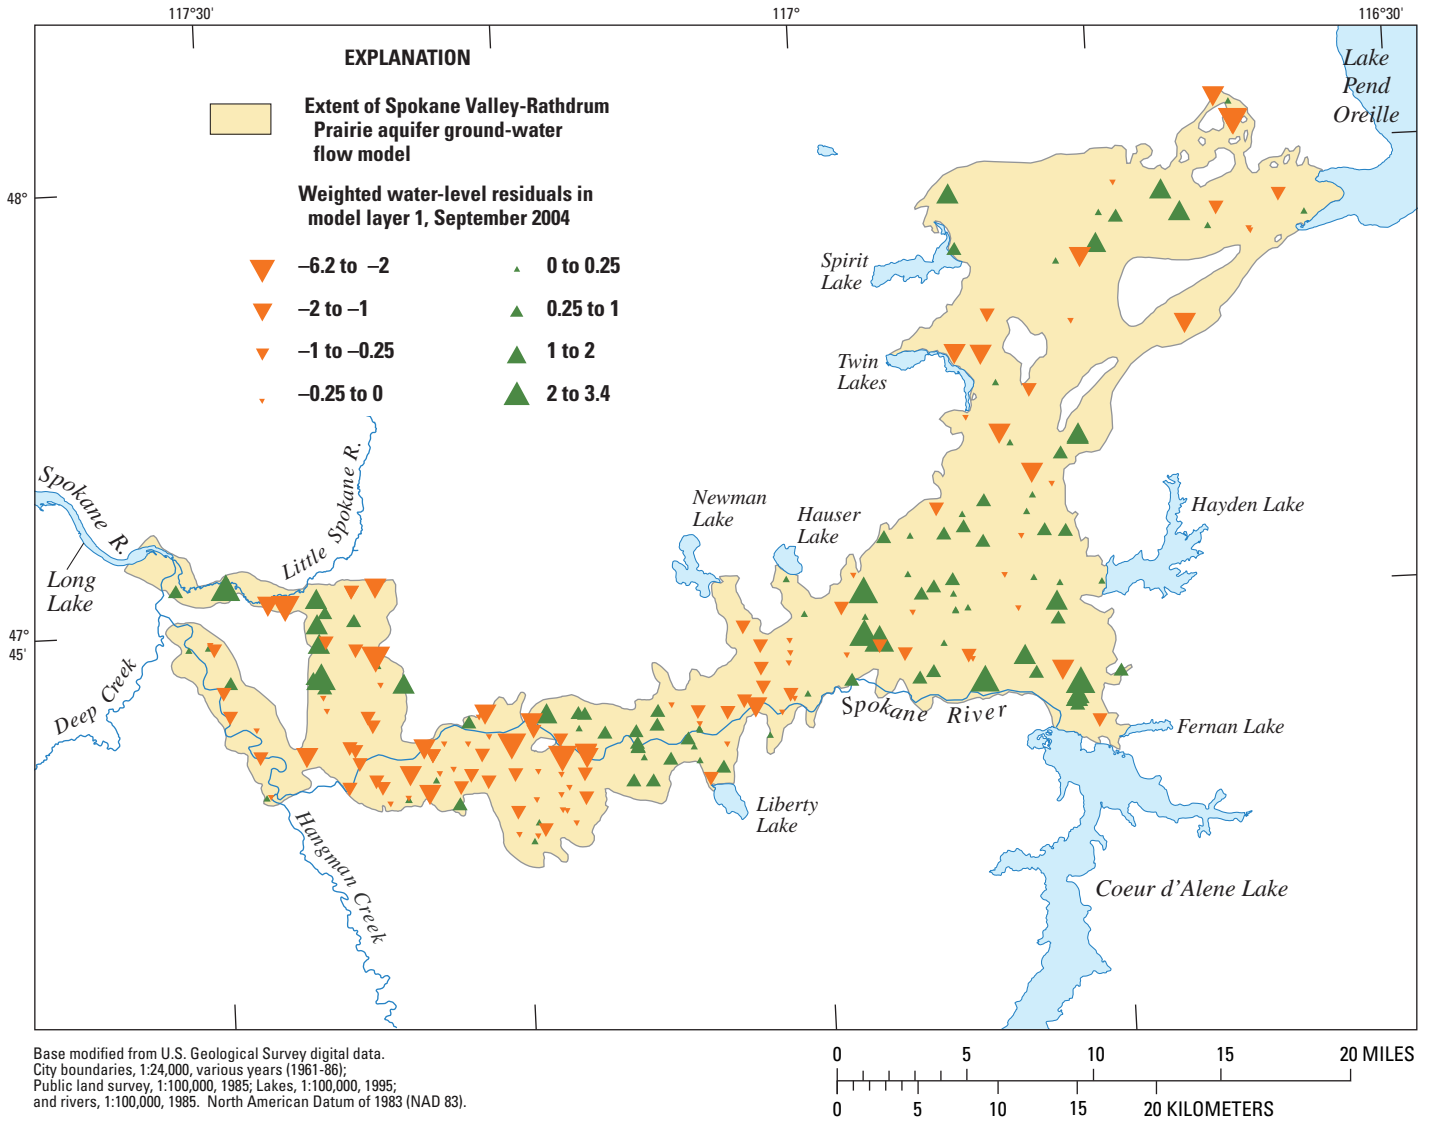 117°30'
117°
116°30'
EXPLANATION
Extent of Spokane Valley-Rathdrum
Prairie aquifer ground-water
flow model
Weighted water-level residuals in
model layer 1, September 2004
–6.2 to –2
0 to 0.25
–2 to –1
0.25 to 1
–1 to –0.25
1 to 2
–0.25 to 0
2 to 3.4
48°
47°
45'
Lake
Pend
Oreille
Spirit
Lake
Twin
Lakes
Spokane R.
Little Spokane R.
Long
Lake
Newman
Lake
Hauser
Lake
Hayden Lake
Deep Creek
Spokane River
Fernan Lake
Hangman Creek
Liberty
Lake
Coeur d'Alene Lake
Base modified from U.S. Geological Survey digital data.
City boundaries, 1:24,000, various years (1961-86);
Public land survey, 1:100,000, 1985; Lakes, 1:100,000, 1995;
and rivers, 1:100,000, 1985. North American Datum of 1983 (NAD 83).
0 5 10 15 20 MILES
0 5 10 15 20 KILOMETERS